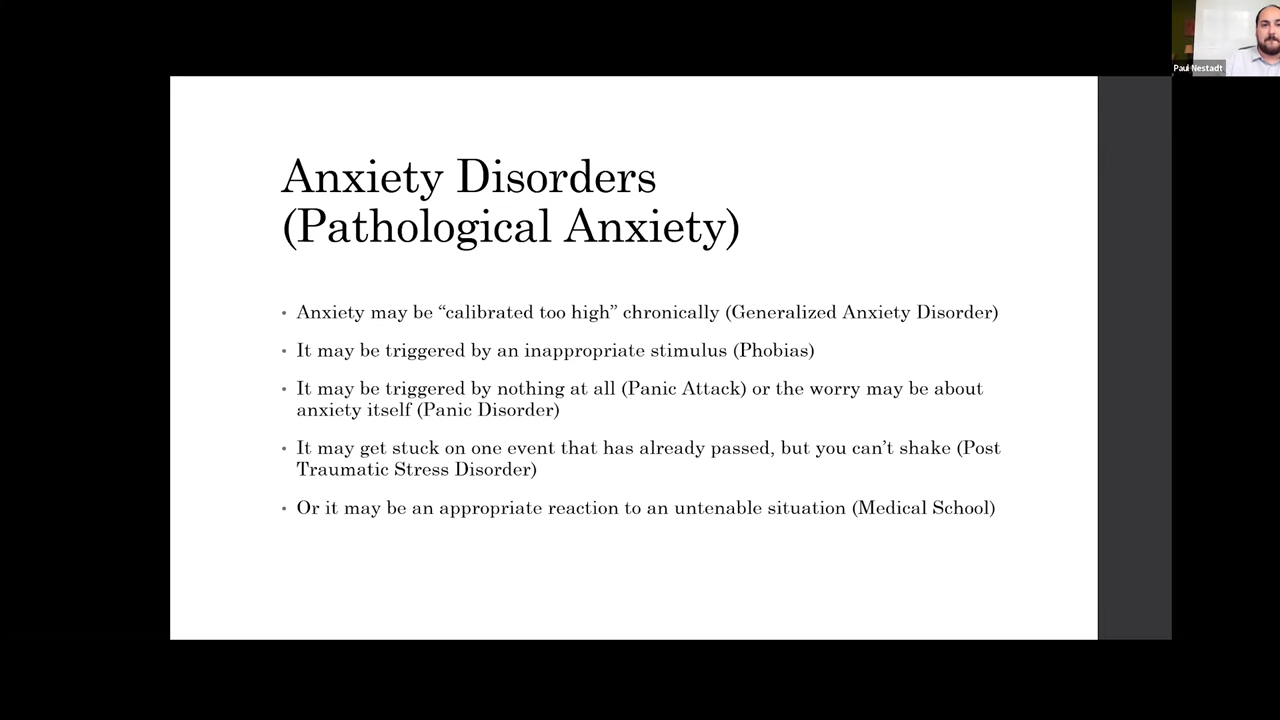 Paul Nestadt
Anxiety Disorders
(Pathological Anxiety)
• Anxiety may be “calibrated too high” chronically (Generalized Anxiety Disorder)
• It may be triggered by an inappropriate stimulus (Phobias)
• It may be triggered by nothing at all (Panic Attack) or the worry may be about
anxiety itself (Panic Disorder)
• It may get stuck on one event that has already passed, but you can’t shake (Post
Traumatic Stress Disorder)
• Or it may be an appropriate reaction to an untenable situation (Medical School)